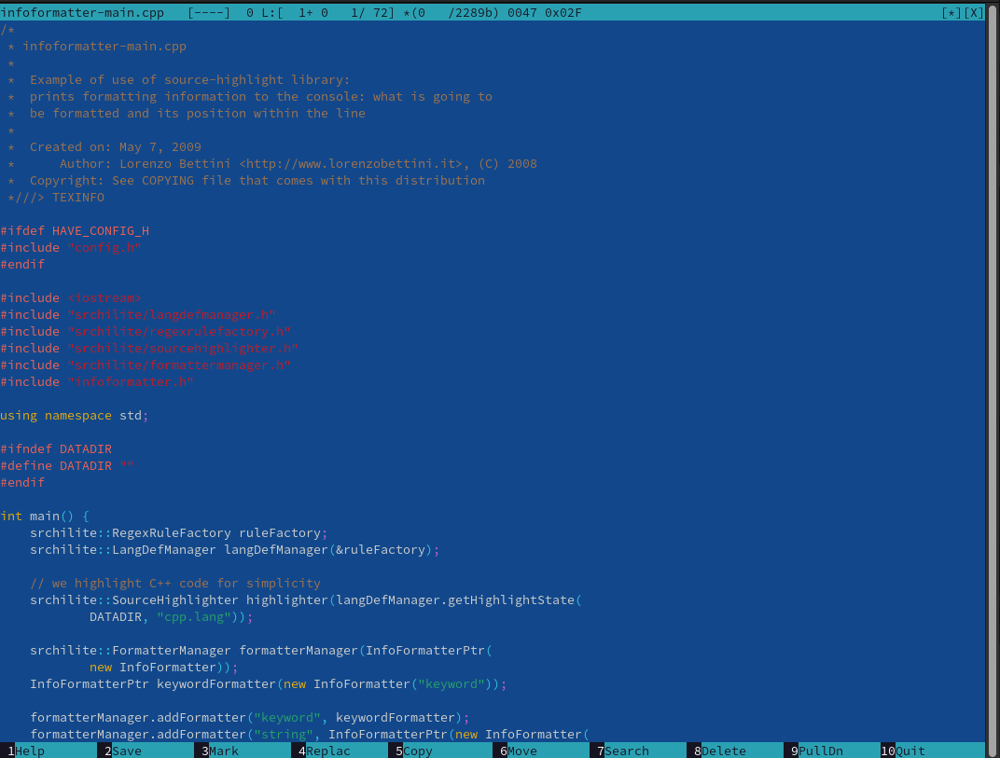 infoformatter-main.cpp   [----]  0 L:[  1+ 0   1/ 72] *(0   /2289b) 0047 0x02F   [*][X]
/*
 * infoformatter-main.cpp
 *
 *  Example of use of source-highlight library:
 *  prints formatting information to the console: what is going to
 *  be formatted and its position within the line
 *
 *  Created on: May 7, 2009
 *      Author: Lorenzo Bettini <http://www.lorenzobettini.it>, (C) 2008
 *  Copyright: See COPYING file that comes with this distribution
 *///> TEXINFO
#ifdef HAVE_CONFIG_H
#include "config.h"
#endif
#include <iostream>
#include "srchilite/langdefmanager.h"
#include "srchilite/regexrulefactory.h"
#include "srchilite/sourcehighlighter.h"
#include "srchilite/formattermanager.h"
#include "infoformatter.h"
using namespace std;
#ifndef DATADIR
#define DATADIR ""
#endif
int main() {
    srchilite::RegexRuleFactory ruleFactory;
    srchilite::LangDefManager langDefManager(&ruleFactory);
    // we highlight C++ code for simplicity
    srchilite::SourceHighlighter highlighter(langDefManager.getHighlightState(
            DATADIR, "cpp.lang"));
    srchilite::FormatterManager formatterManager(InfoFormatterPtr(
            new InfoFormatter));
    InfoFormatterPtr keywordFormatter(new InfoFormatter("keyword"));
    formatterManager.addFormatter("keyword", keywordFormatter);
    formatterManager.addFormatter("string", InfoFormatterPtr(new InfoFormatter(
1Help 2Save 3Mark 4Replac 5Copy 6Move 7Search 8Delete 9PullDn 10Quit